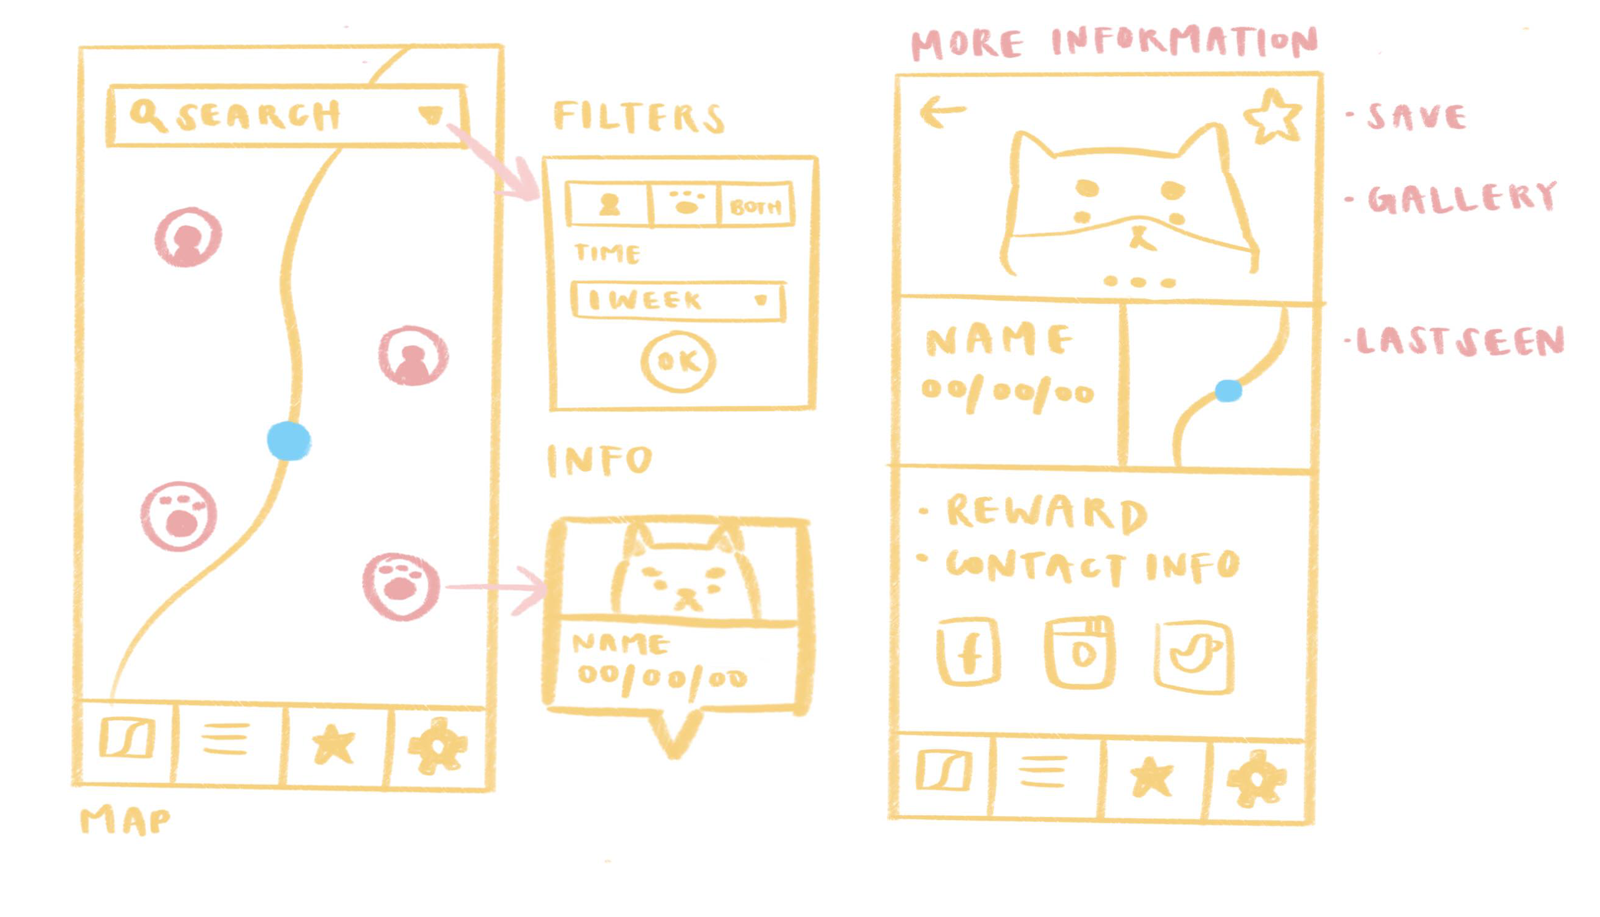 SEARCH
MAP
FILTERS
BOTH
TIME
1 WEEK
OK
INFO
NAME
00/00/00
MORE INFORMATION
· SAVE
· GALLERY
· LAST SEEN
NAME
00/00/00
· REWARD
· CONTACT INFO
f